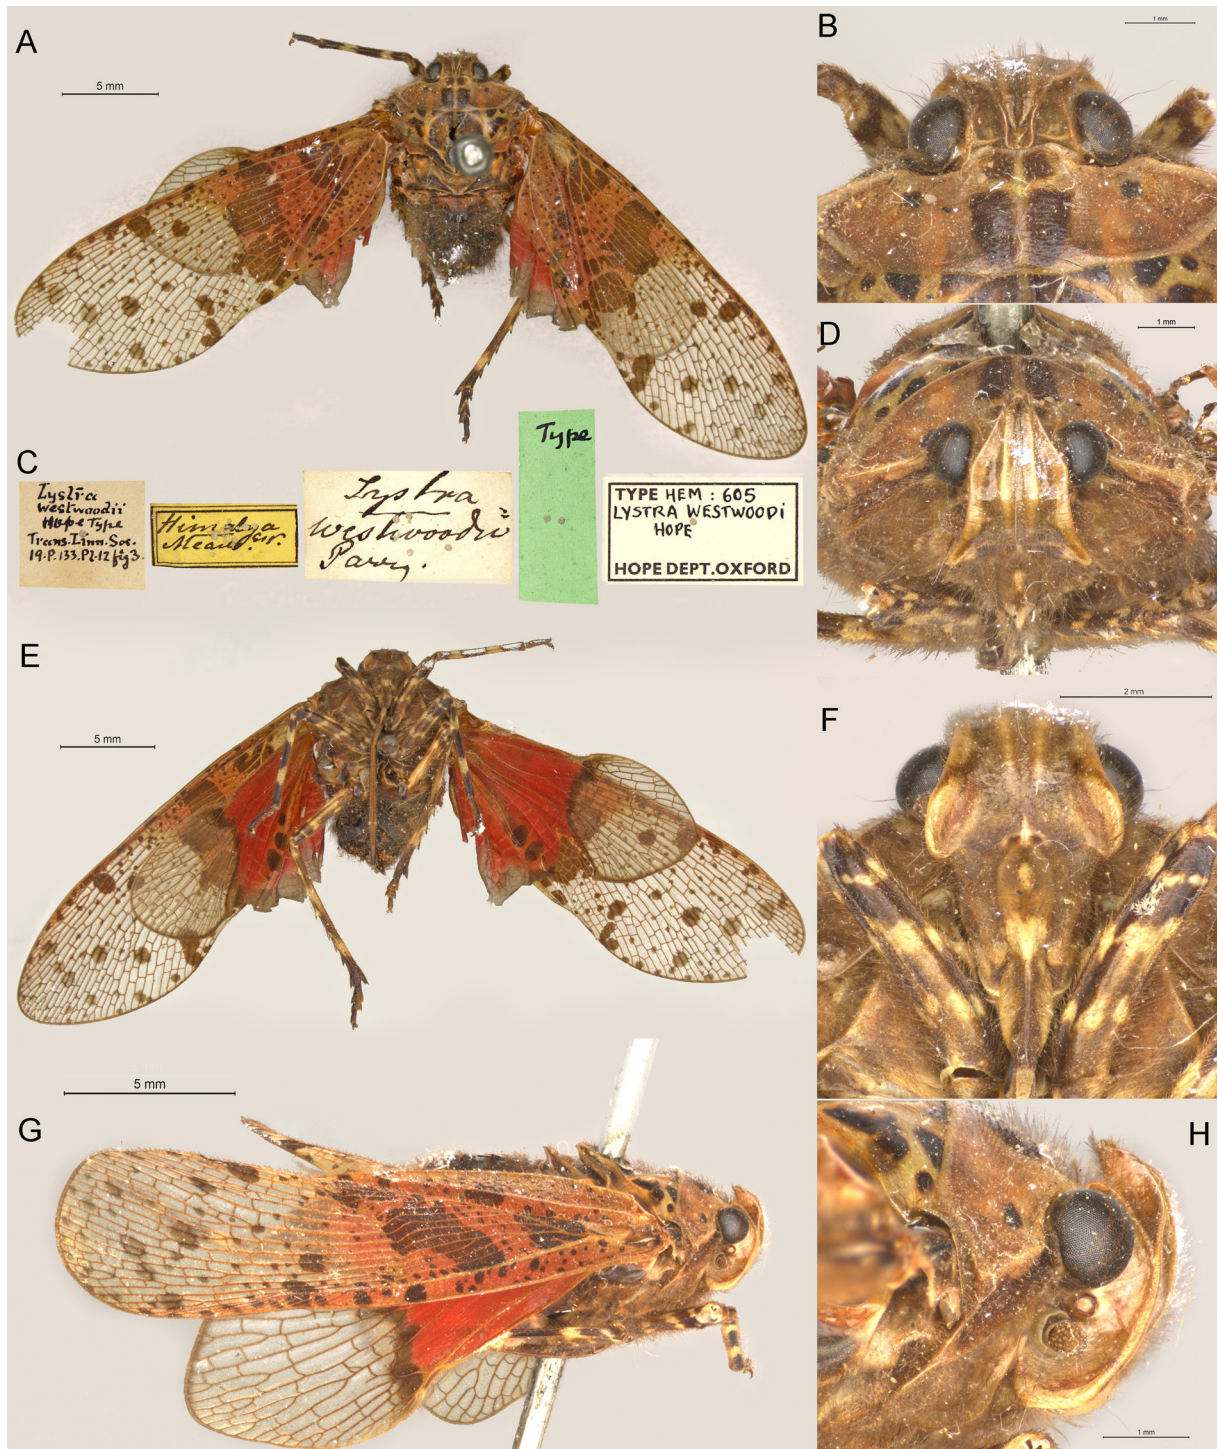 A
5 mm
B
1 mm
D
1 mm
C
Lystra
westwoodii
Hope Type
Trans. Linn. Soc.
19. P. 133. Pl. 12 fig 3.
Himalaya
Lystra
Westwoodii
Parry.
Type
TYPE HEM : 605
LYSTRA WESTWOODi
HOPE
HOPE DEPT. OXFORD
E
5 mm
F
2 mm
5 mm
G
H
1 mm